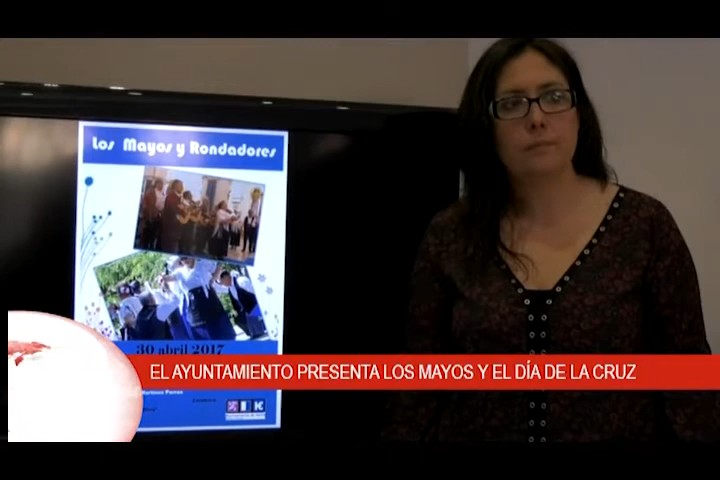 Los Mayos y Rondadores
30 abril 2017
EL AYUNTAMIENTO PRESENTA LOS MAYOS Y EL DÍA DE LA CRUZ